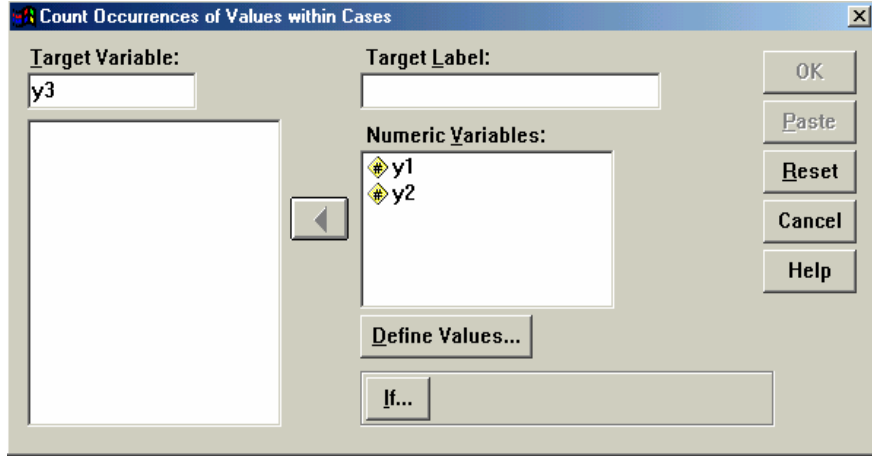 Count Occurrences of Values within Cases
Target Variable:
y3
Target Label:
Numeric Variables:
# y1
# y2
Define Values...
If...
OK
Paste
Reset
Cancel
Help